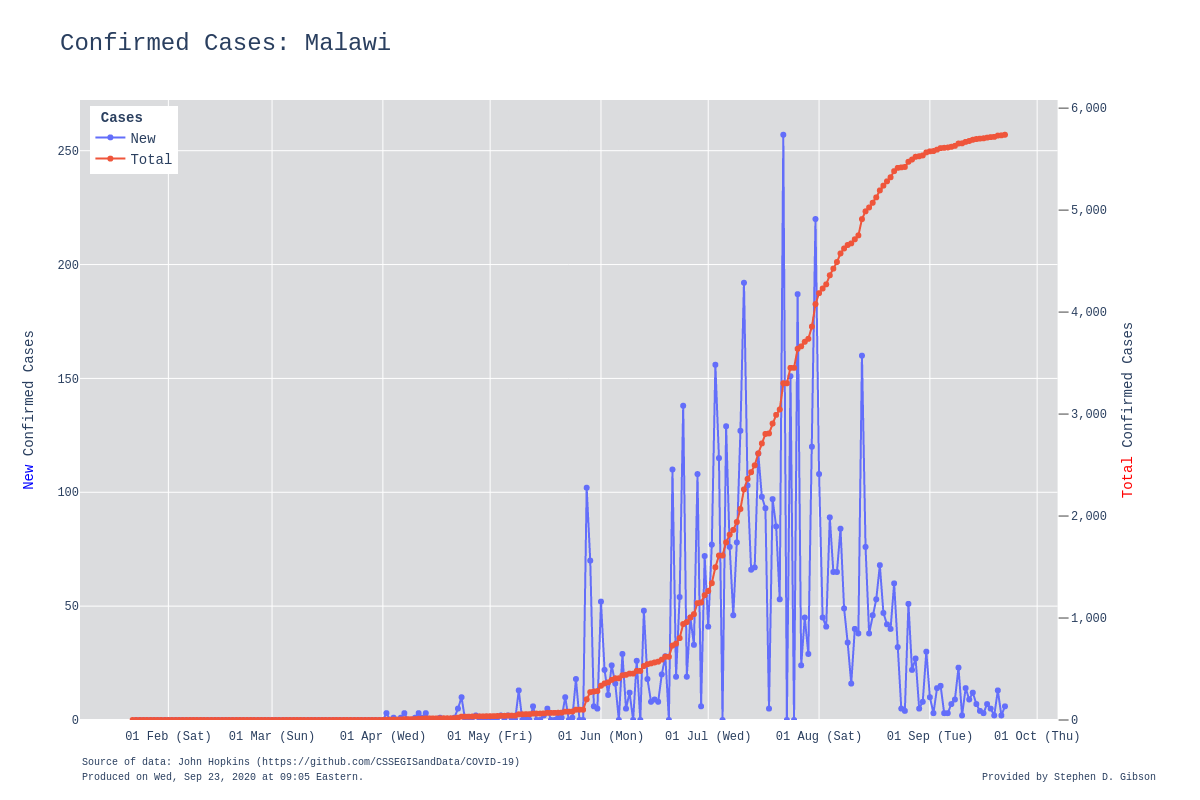 Confirmed Cases: Malawi
Cases
New
Total
250
200
150
100
50
0
6,000
5,000
4,000
3,000
2,000
1,000
0
New Confirmed Cases
Total Confirmed Cases
01 Feb (Sat)
01 Mar (Sun)
01 Apr (Wed)
01 May (Fri)
01 Jun (Mon)
01 Jul (Wed)
01 Aug (Sat)
01 Sep (Tue)
01 Oct (Thu)
Source of data: John Hopkins (https://github.com/CSSEGISandData/COVID-19)
Produced on Wed, Sep 23, 2020 at 09:05 Eastern.
Provided by Stephen D. Gibson